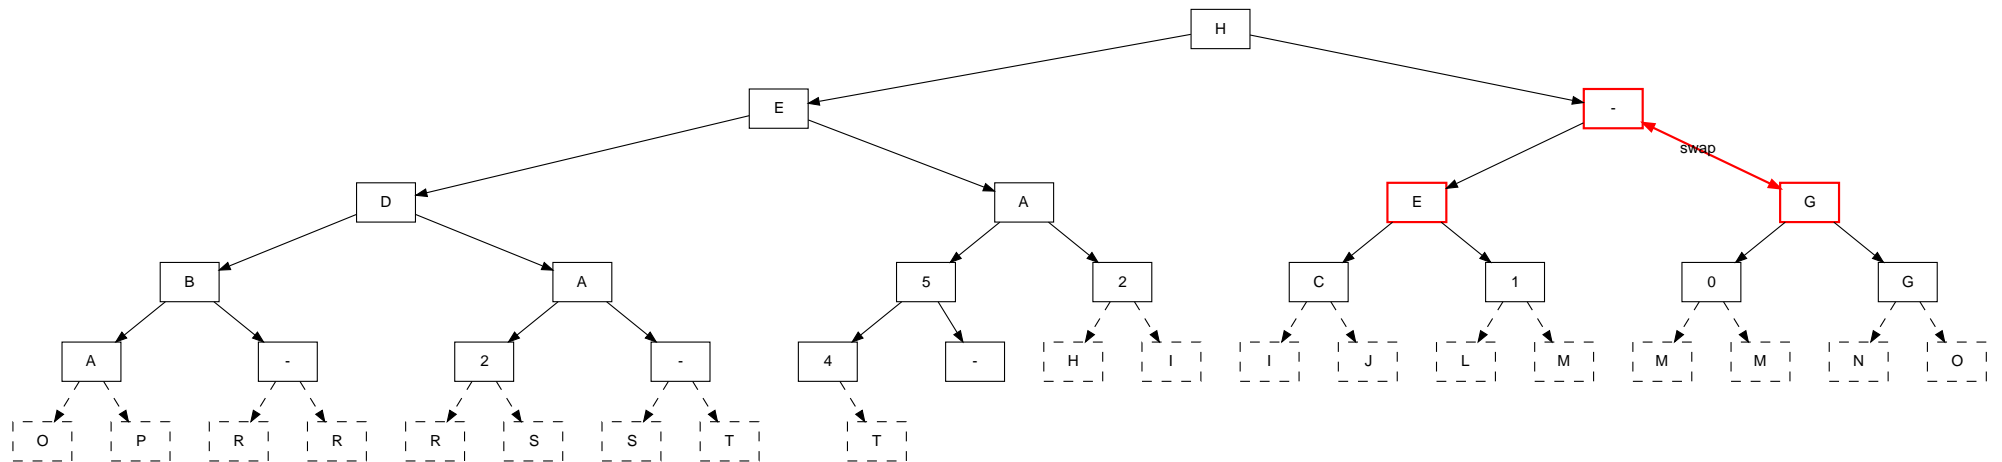 H
E -
swap
D A E G
B A 5 2 C 1 0 G
A - 2 - 4 - H I I J L M M M N O
O P R R R S S T T